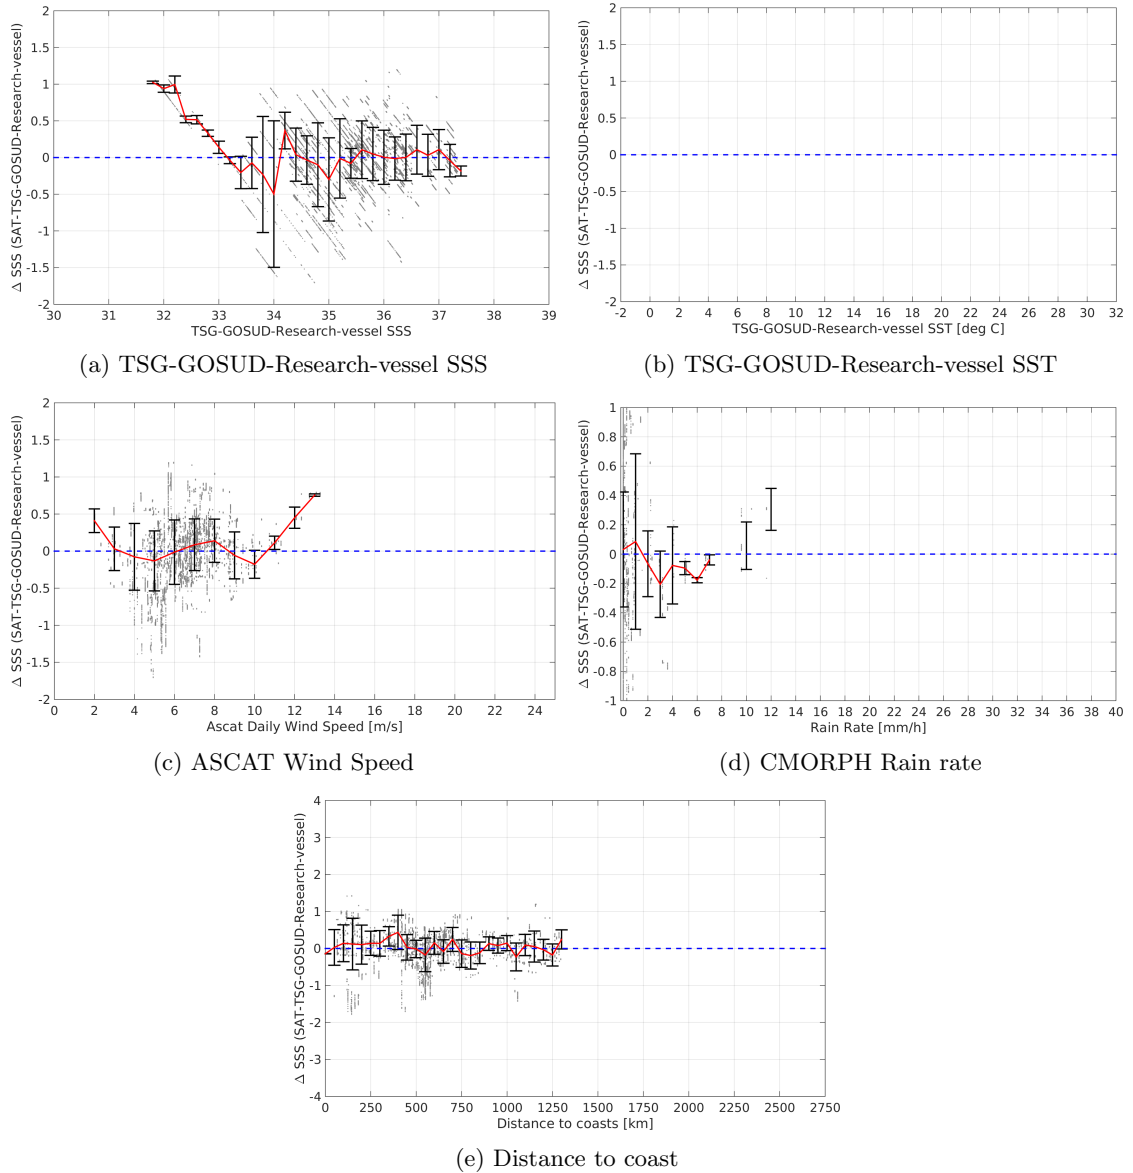 2
1.5
1
0.5
0
-0.5
-1
-1.5
-2
30 31 32 33 34 35 36 37 38 39
TSG-GOSUD-Research-vessel SSS
Δ SSS (SAT-TSG-GOSUD-Research-vessel)
(a) TSG-GOSUD-Research-vessel SSS
2
1.5
1
0.5
0
-0.5
-1
-1.5
-2
-2 0 2 4 6 8 10 12 14 16 18 20 22 24 26 28 30 32
TSG-GOSUD-Research-vessel SST [deg C]
Δ SSS (SAT-TSG-GOSUD-Research-vessel)
(b) TSG-GOSUD-Research-vessel SST
2
1.5
1
0.5
0
-0.5
-1
-1.5
-2
0 2 4 6 8 10 12 14 16 18 20 22 24
Ascat Daily Wind Speed [m/s]
Δ SSS (SAT-TSG-GOSUD-Research-vessel)
(c) ASCAT Wind Speed
1
0.8
0.6
0.4
0.2
0
-0.2
-0.4
-0.6
-0.8
-1
0 2 4 6 8 10 12 14 16 18 20 22 24 26 28 30 32 34 36 38 40
Rain Rate [mm/h]
Δ SSS (SAT-TSG-GOSUD-Research-vessel)
(d) CMORPH Rain rate
4
3
2
1
0
-1
-2
-3
-4
0 250 500 750 1000 1250 1500 1750 2000 2250 2500 2750
Distance to coasts [km]
Δ SSS (SAT-TSG-GOSUD-Research-vessel)
(e) Distance to coast